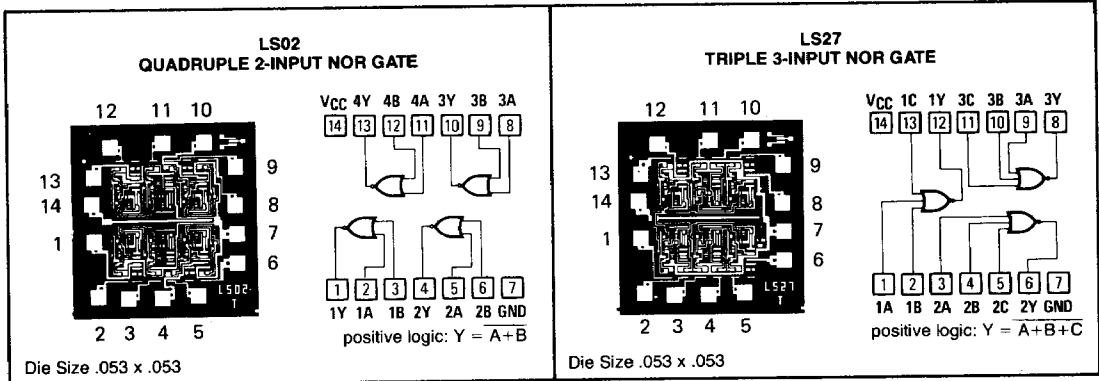 LS02
QUADRUPLE 2-INPUT NOR GATE
12 11 10
13
14
1
9
8
7
6
2 3 4 5
LS02
T
VCC 4Y 4B 4A 3Y 3B 3A
14 13 12 11 10 9 8
1 2 3 4 5 6 7
1Y 1A 1B 2Y 2A 2B GND
positive logic: Y = A+B
Die Size .053 x .053
LS27
TRIPLE 3-INPUT NOR GATE
12 11 10
13
14
1
9
8
7
6
2 3 4 5
LS27
T
VCC 1C 1Y 3C 3B 3A 3Y
14 13 12 11 10 9 8
1 2 3 4 5 6 7
1A 1B 2A 2B 2C 2Y GND
positive logic: Y = A+B+C
Die Size .053 x .053